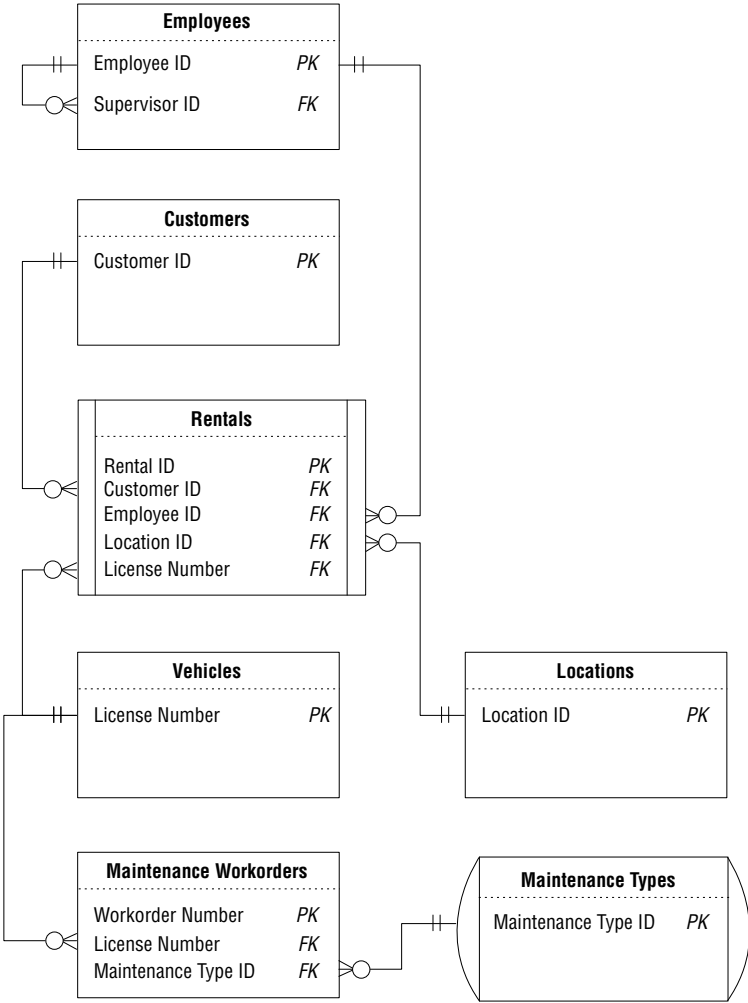 Employees
Employee ID PK
Supervisor ID FK
Customers
Customer ID PK
Rentals
Rental ID PK
Customer ID FK
Employee ID FK
Location ID FK
License Number FK
Vehicles
License Number PK
Locations
Location ID PK
Maintenance Workorders
Workorder Number PK
License Number FK
Maintenance Type ID FK
Maintenance Types
Maintenance Type ID PK